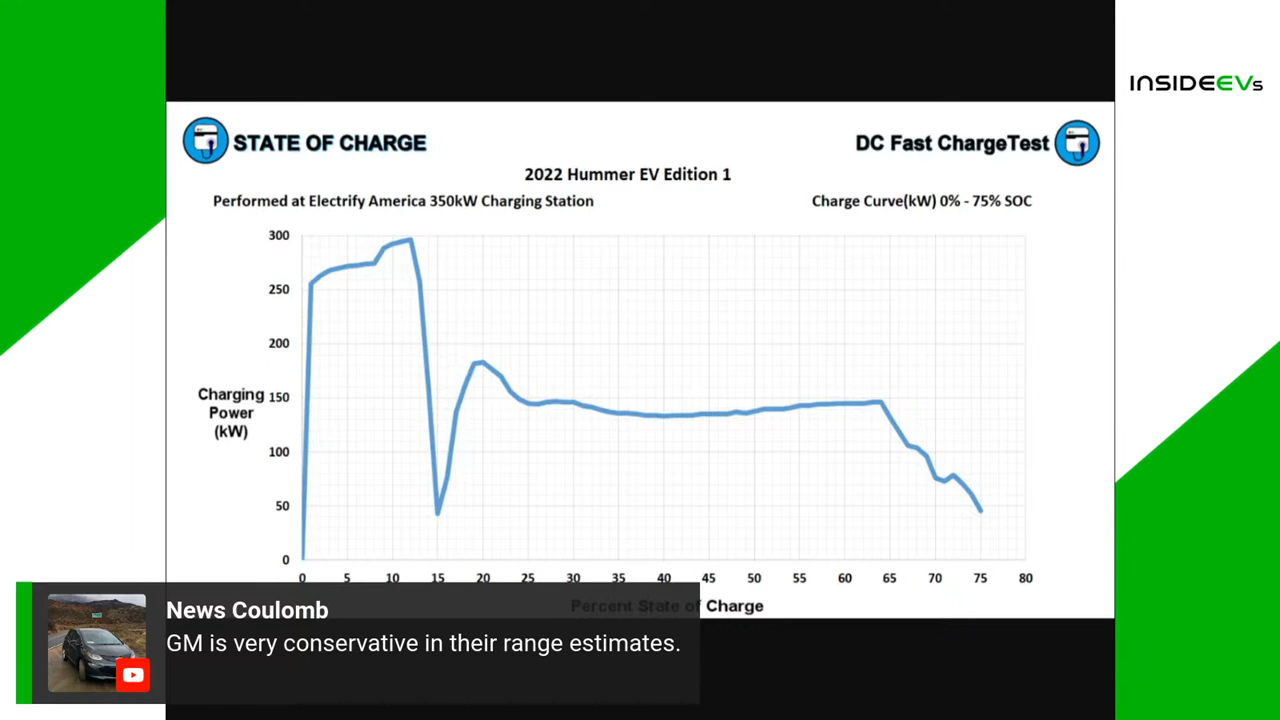 INSIDEEVs
STATE OF CHARGE
DC Fast ChargeTest
2022 Hummer EV Edition 1
Performed at Electrify America 350kW Charging Station
Charge Curve(kW) 0% - 75% SOC
300
250
200
150
100
50
0
Charging
Power
(kW)
0 5 10 15 20 25 30 35 40 45 50 55 60 65 70 75 80
Percent State of Charge
News Coulomb
GM is very conservative in their range estimates.